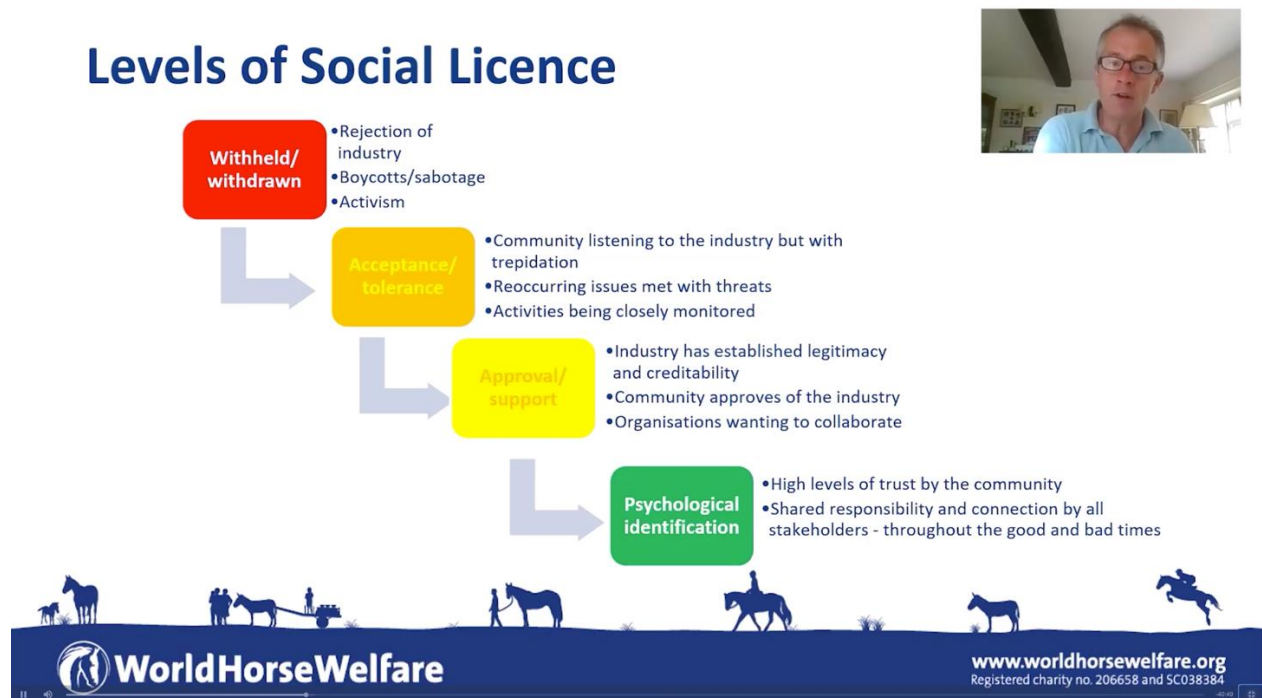 Levels of Social Licence
Withheld/
withdrawn
•Rejection of
industry
•Boycotts/sabotage
•Activism
Acceptance/
tolerance
•Community listening to the industry but with
trepidation
•Reoccurring issues met with threats
•Activities being closely monitored
Approval/
support
•Industry has established legitimacy
and creditability
•Community approves of the industry
•Organisations wanting to collaborate
Psychological
identification
•High levels of trust by the community
•Shared responsibility and connection by all
stakeholders - throughout the good and bad times
WorldHorseWelfare
www.worldhorsewelfare.org
Registered charity no. 206658 and SC038384
-40:49